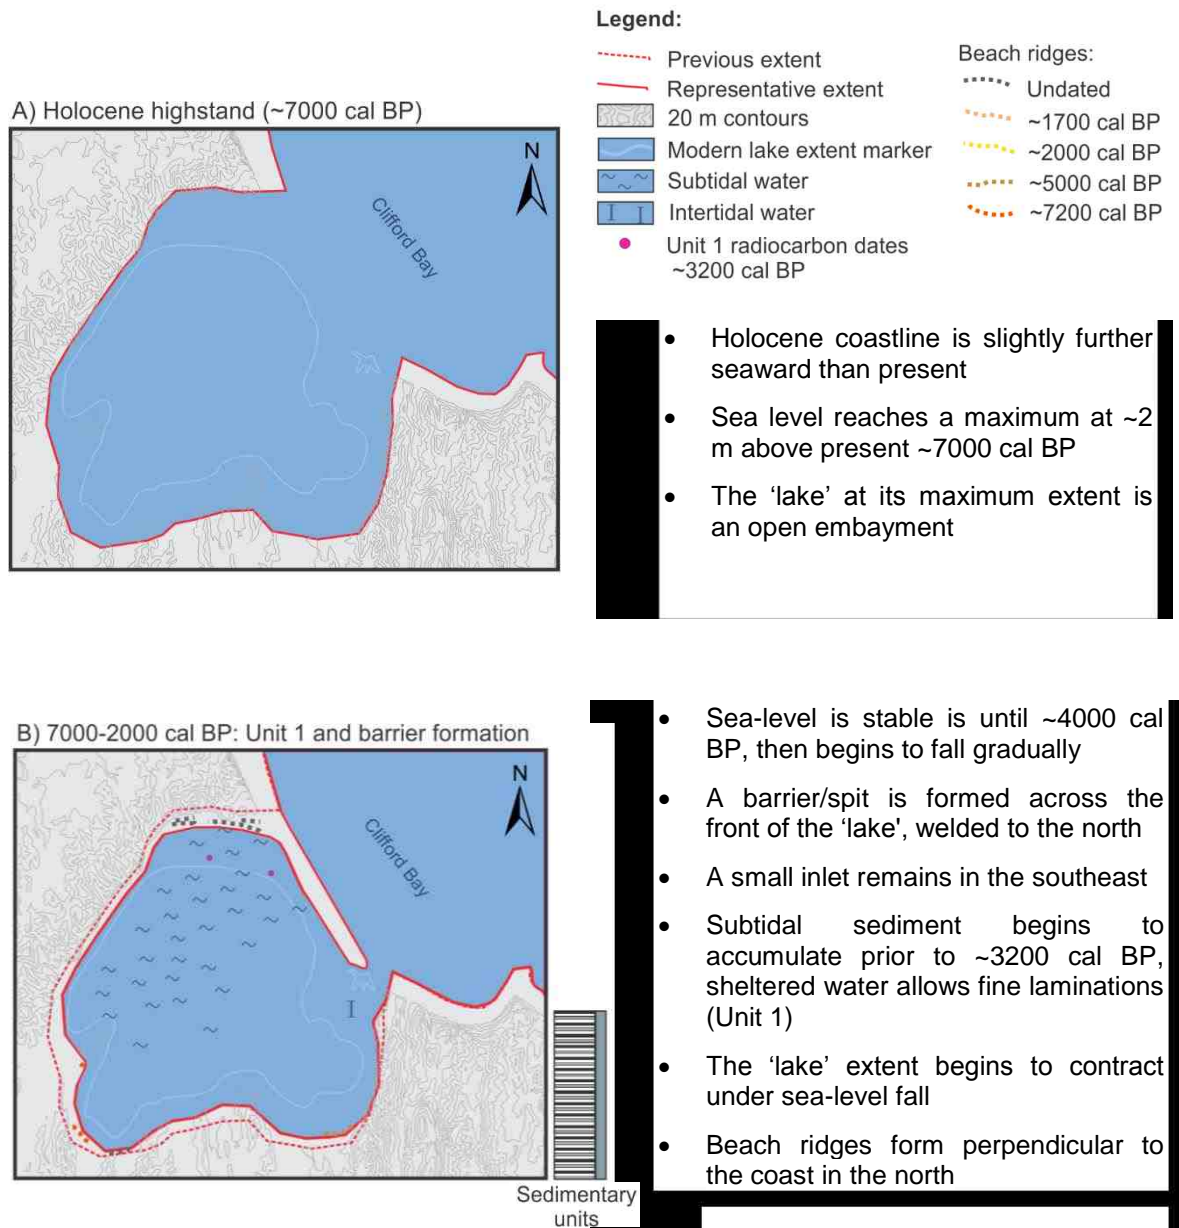 Legend:
Previous extent
Representative extent
20 m contours
Modern lake extent marker
Subtidal water
Intertidal water
Unit 1 radiocarbon dates
~3200 cal BP
Beach ridges:
Undated
~1700 cal BP
~2000 cal BP
~5000 cal BP
~7200 cal BP
A) Holocene highstand (~7000 cal BP)
N
Clifford Bay
• Holocene coastline is slightly further
seaward than present
• Sea level reaches a maximum at ~2
m above present ~7000 cal BP
• The ‘lake’ at its maximum extent is
an open embayment
B) 7000-2000 cal BP: Unit 1 and barrier formation
N
Clifford Bay
I
Sedimentary
units
• Sea-level is stable is until ~4000 cal
BP, then begins to fall gradually
• A barrier/spit is formed across the
front of the ‘lake', welded to the north
• A small inlet remains in the southeast
• Subtidal sediment begins to
accumulate prior to ~3200 cal BP,
sheltered water allows fine laminations
(Unit 1)
• The ‘lake’ extent begins to contract
under sea-level fall
• Beach ridges form perpendicular to
the coast in the north